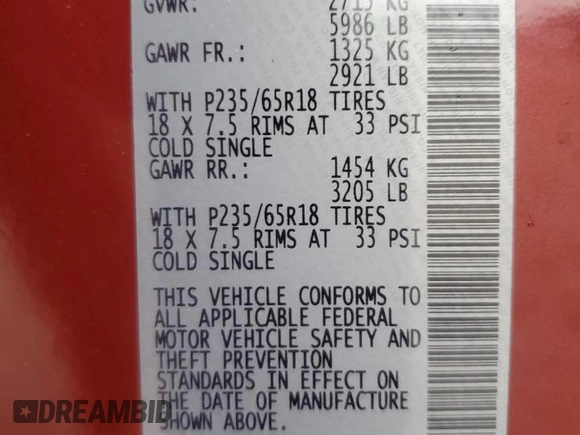 GVWR: 2715 KG
5986 LB
GAWR FR.: 1325 KG
2921 LB
WITH P235/65R18 TIRES
18 X 7.5 RIMS AT 33 PSI
COLD SINGLE
GAWR RR.: 1454 KG
3205 LB
WITH P235/65R18 TIRES
18 X 7.5 RIMS AT 33 PSI
COLD SINGLE
THIS VEHICLE CONFORMS TO
ALL APPLICABLE FEDERAL
MOTOR VEHICLE SAFETY AND
THEFT PREVENTION
STANDARDS IN EFFECT ON
THE DATE OF MANUFACTURE
SHOWN ABOVE.
DREAMBID